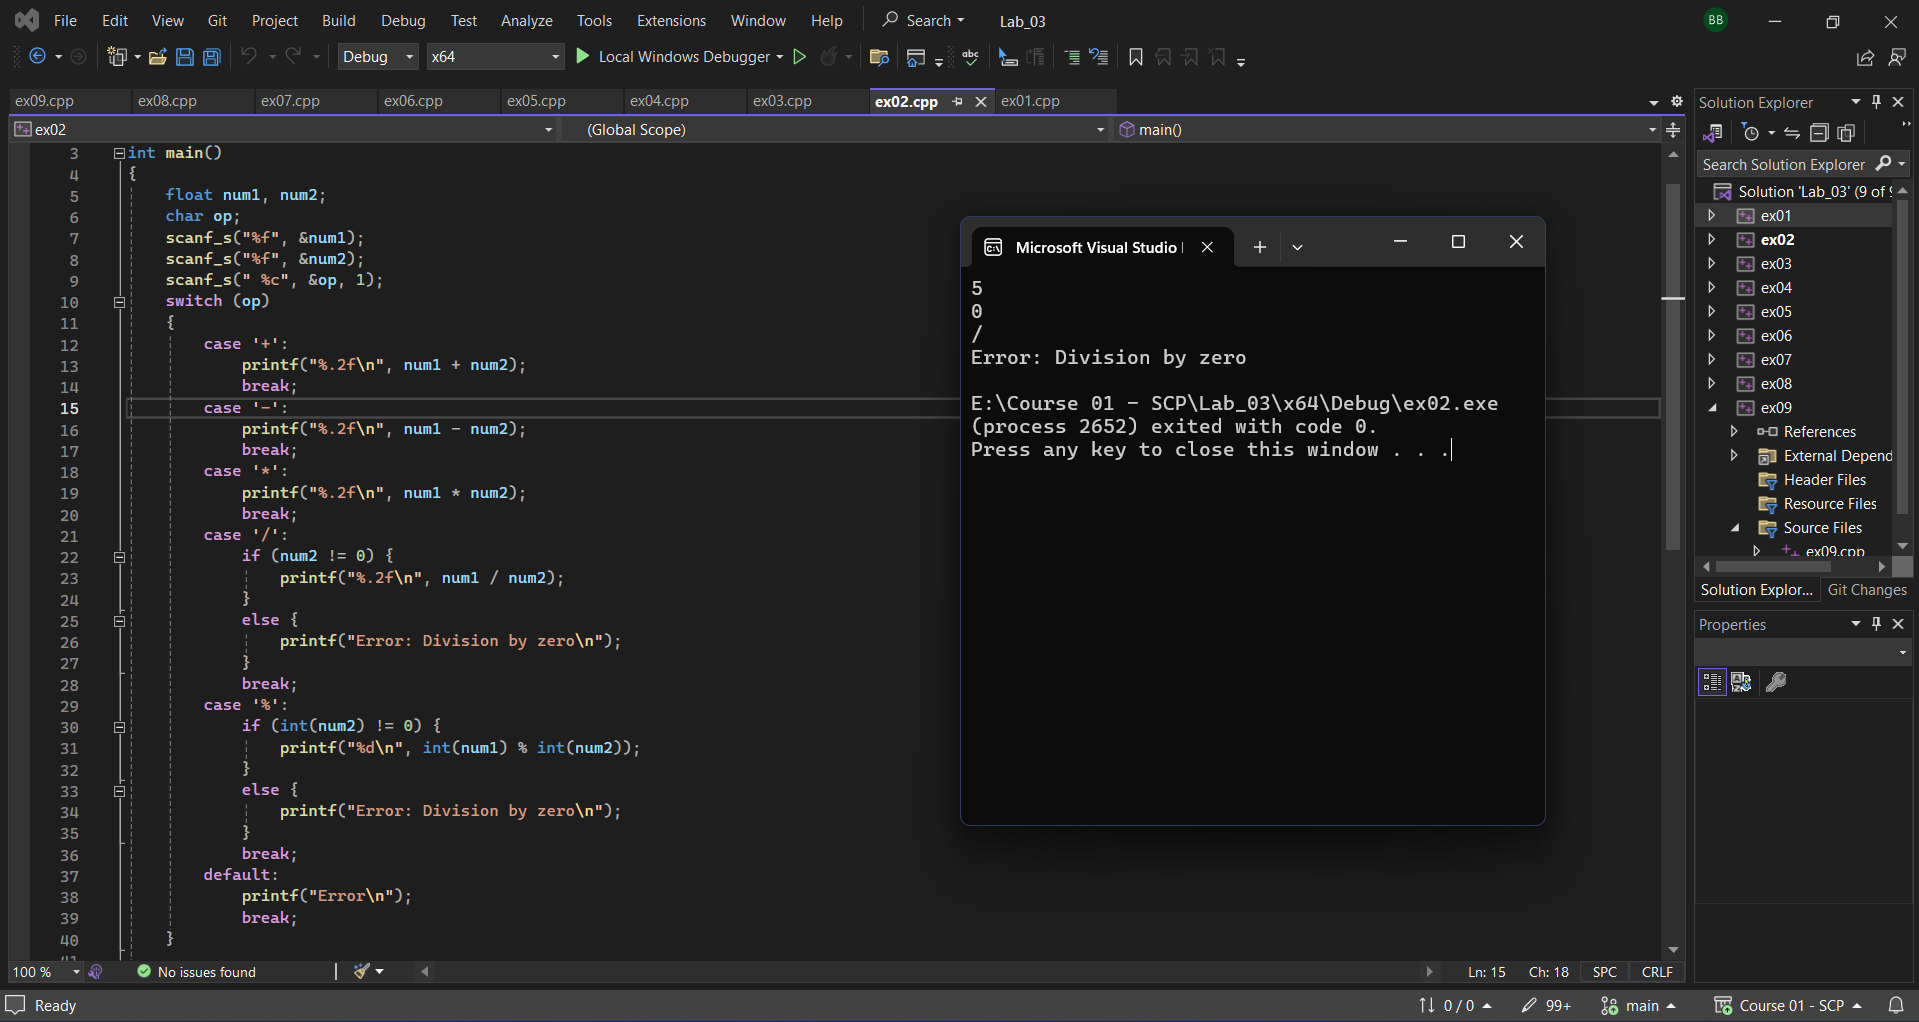 File Edit View Git Project Build Debug Test Analyze Tools Extensions Window Help Search Lab_03 BB
Debug x64 Local Windows Debugger abc
ex09.cpp ex08.cpp ex07.cpp ex06.cpp ex05.cpp ex04.cpp ex03.cpp ex02.cpp ex01.cpp
ex02 (Global Scope) main()
3 int main()
4 {
5 float num1, num2;
6 char op;
7 scanf_s("%f", &num1);
8 scanf_s("%f", &num2);
9 scanf_s(" %c", &op, 1);
10 switch (op)
11 {
12 case '+':
13 printf("%.2f\n", num1 + num2);
14 break;
15 case '-':
16 printf("%.2f\n", num1 - num2);
17 break;
18 case '*':
19 printf("%.2f\n", num1 * num2);
20 break;
21 case '/':
22 if (num2 != 0) {
23 printf("%.2f\n", num1 / num2);
24 }
25 else {
26 printf("Error: Division by zero\n");
27 }
28 break;
29 case '%':
30 if (int(num2) != 0) {
31 printf("%d\n", int(num1) % int(num2));
32 }
33 else {
34 printf("Error: Division by zero\n");
35 }
36 break;
37 default:
38 printf("Error\n");
39 break;
40 }
41
Microsoft Visual Studio
5
0
/
Error: Division by zero
E:\Course 01 - SCP\Lab_03\x64\Debug\ex02.exe
(process 2652) exited with code 0.
Press any key to close this window . . .
Solution Explorer
Search Solution Explorer
Solution 'Lab_03' (9 of
ex01
ex02
ex03
ex04
ex05
ex06
ex07
ex08
ex09
References
External Depend
Header Files
Resource Files
Source Files
ex09.cpp
Solution Explor... Git Changes
Properties
100 % No issues found Ln: 15 Ch: 18 SPC CRLF
Ready 0 / 0 99+ main Course 01 - SCP